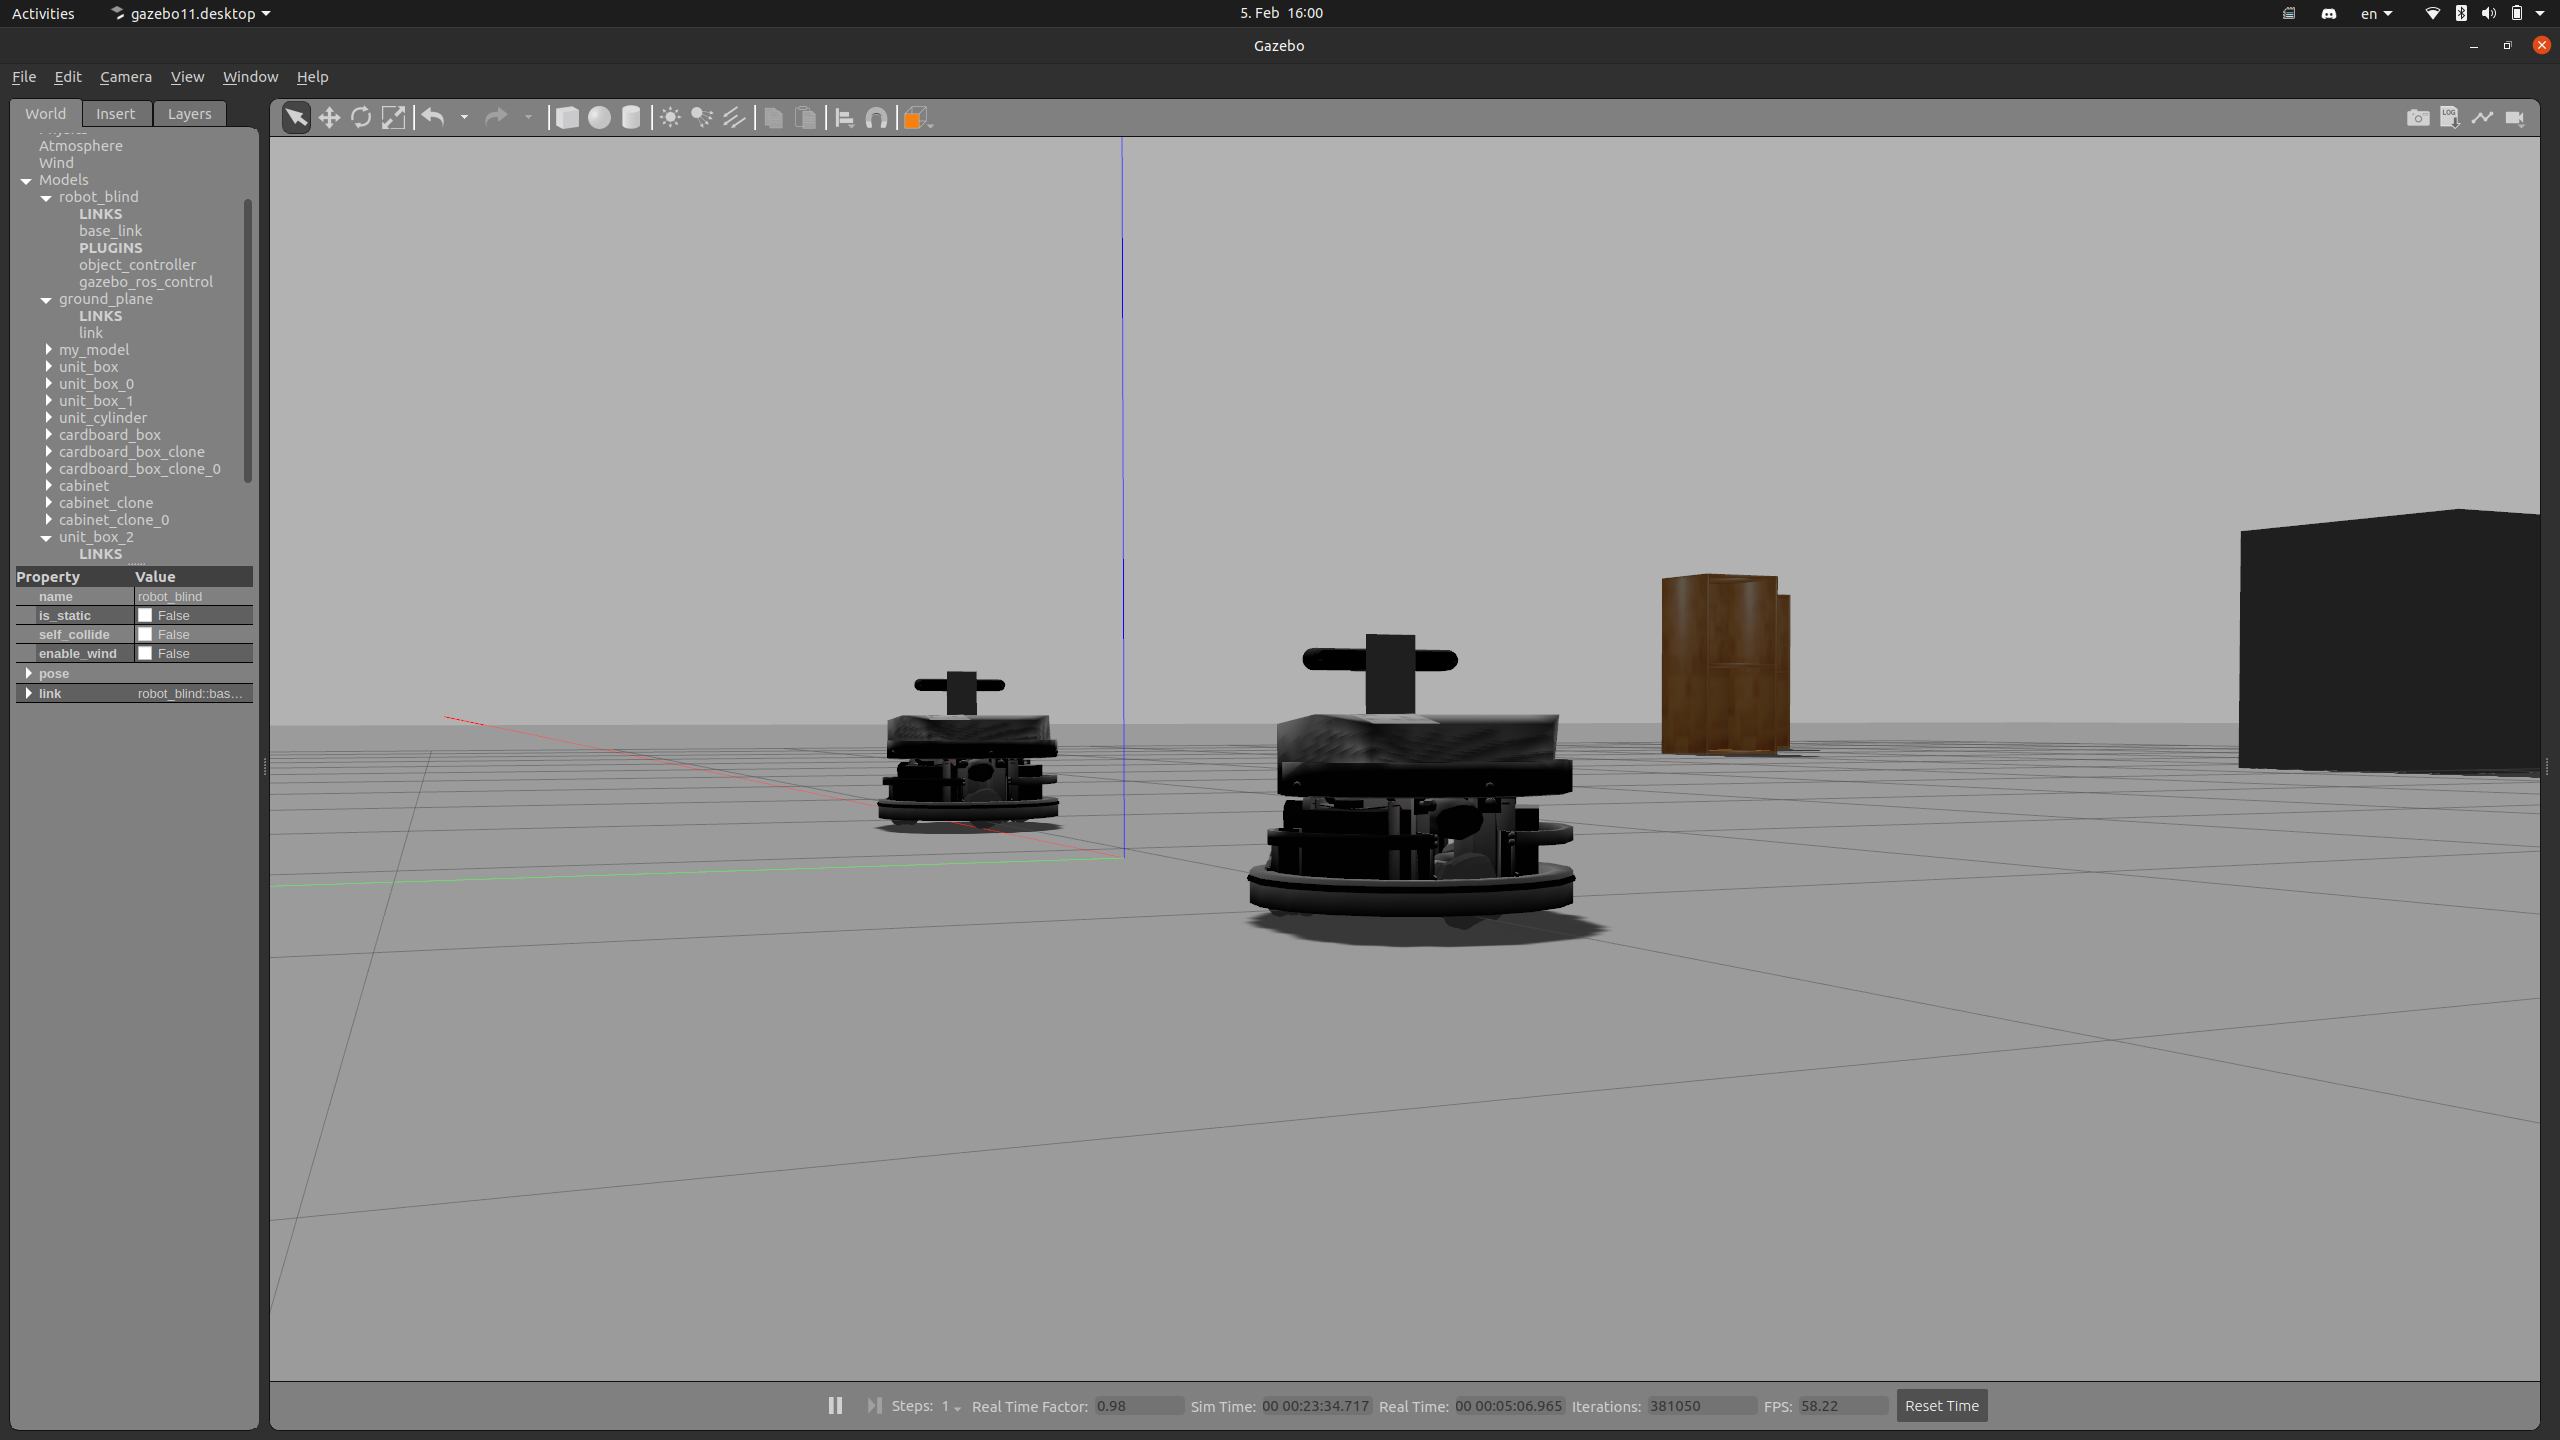 Activities
gazebo11.desktop
5. Feb 16:00
en
Gazebo
File Edit Camera View Window Help
World Insert Layers
Physics
Atmosphere
Wind
Models
robot_blind
LINKS
base_link
PLUGINS
object_controller
gazebo_ros_control
ground_plane
LINKS
link
my_model
unit_box
unit_box_0
unit_box_1
unit_cylinder
cardboard_box
cardboard_box_clone
cardboard_box_clone_0
cabinet
cabinet_clone
cabinet_clone_0
unit_box_2
LINKS
Property Value
name robot_blind
is_static False
self_collide False
enable_wind False
pose
link robot_blind::bas...
LOG
Steps: 1 Real Time Factor: 0.98 Sim Time: 00 00:23:34.717 Real Time: 00 00:05:06.965 Iterations: 381050 FPS: 58.22 Reset Time